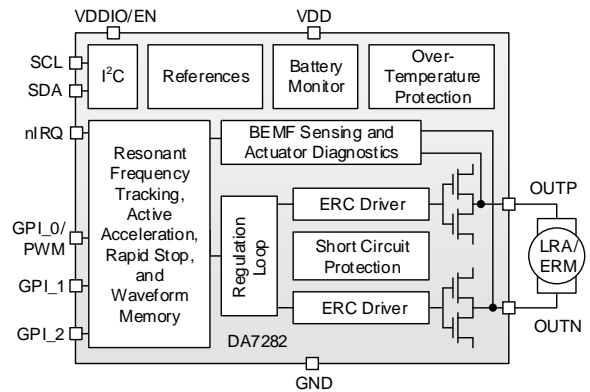 VDDIO/EN
VDD
SCL
SDA
I²C
References
Battery
Monitor
Over-
Temperature
Protection
nIRQ
GPI_0/
PWM
GPI_1
GPI_2
Resonant
Frequency
Tracking,
Active
Acceleration,
Rapid Stop,
and
Waveform
Memory
BEMF Sensing and
Actuator Diagnostics
Regulation
Loop
ERC Driver
Short Circuit
Protection
ERC Driver
DA7282
OUTP
LRA/
ERM
OUTN
GND